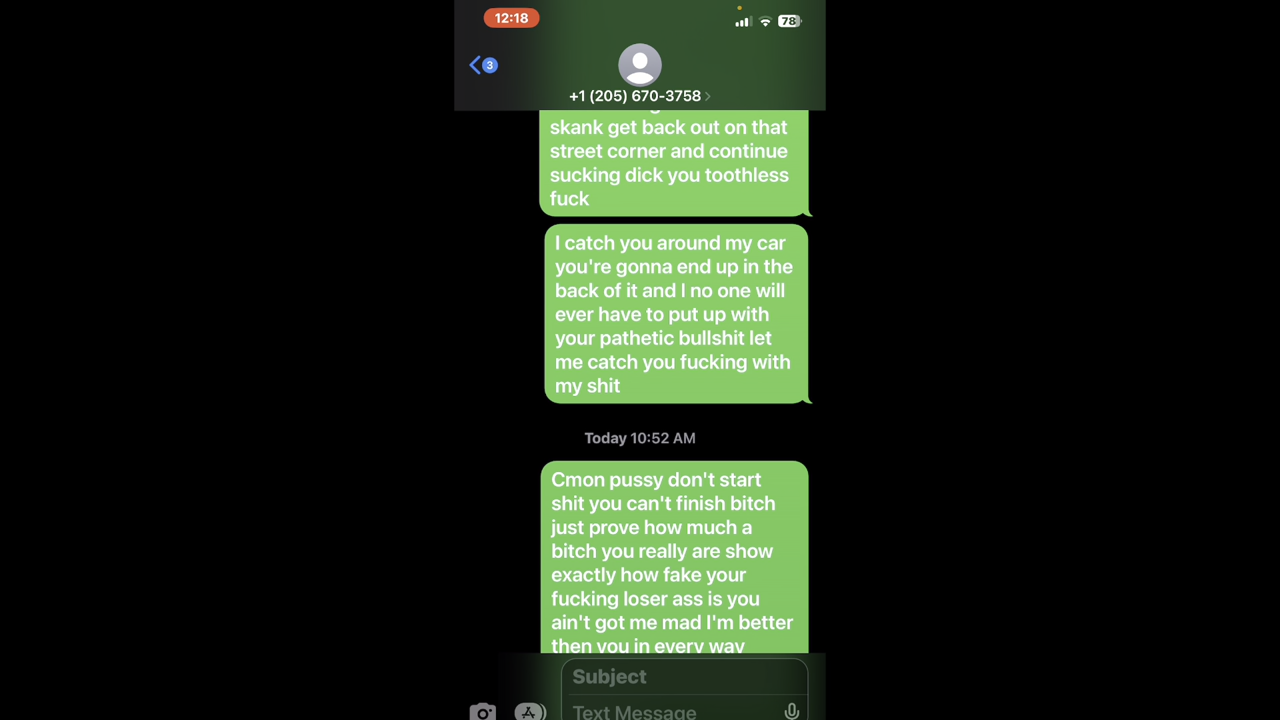 12:18
78
3
+1 (205) 670-3758
skank get back out on that
street corner and continue
sucking dick you toothless
fuck
I catch you around my car
you're gonna end up in the
back of it and I no one will
ever have to put up with
your pathetic bullshit let
me catch you fucking with
my shit
Today 10:52 AM
Cmon pussy don't start
shit you can't finish bitch
just prove how much a
bitch you really are show
exactly how fake your
fucking loser ass is you
ain't got me mad I'm better
then you in every way
Subject
Text Message